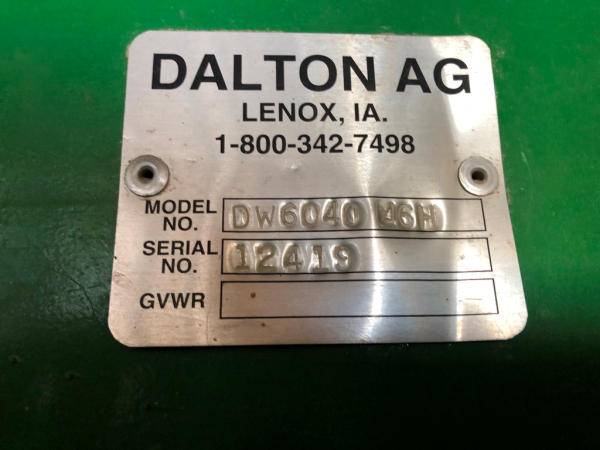 DALTON AG
LENOX, IA.
1-800-342-7498
MODEL NO. DW6040 46H
SERIAL NO. 12419
GVWR